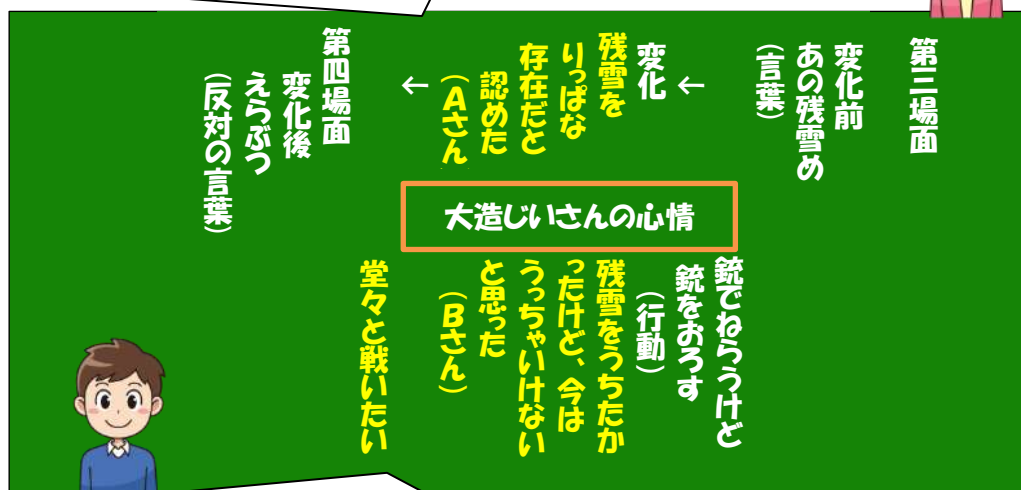 第三場面
変化前
あの残雪め
（言葉）
←
変化
残雪を
りっぱな
存在だと
認めた
（Aさん
←
第四場面
変化後
えらぶつ
（反対の言葉）
大造じいさんの心情
銃でねらうけど
銃をおろす
（行動）
残雪をうちたか
ったけど、今は
うっちゃいけない
と思った
（Bさん）
堂々と戦いたい